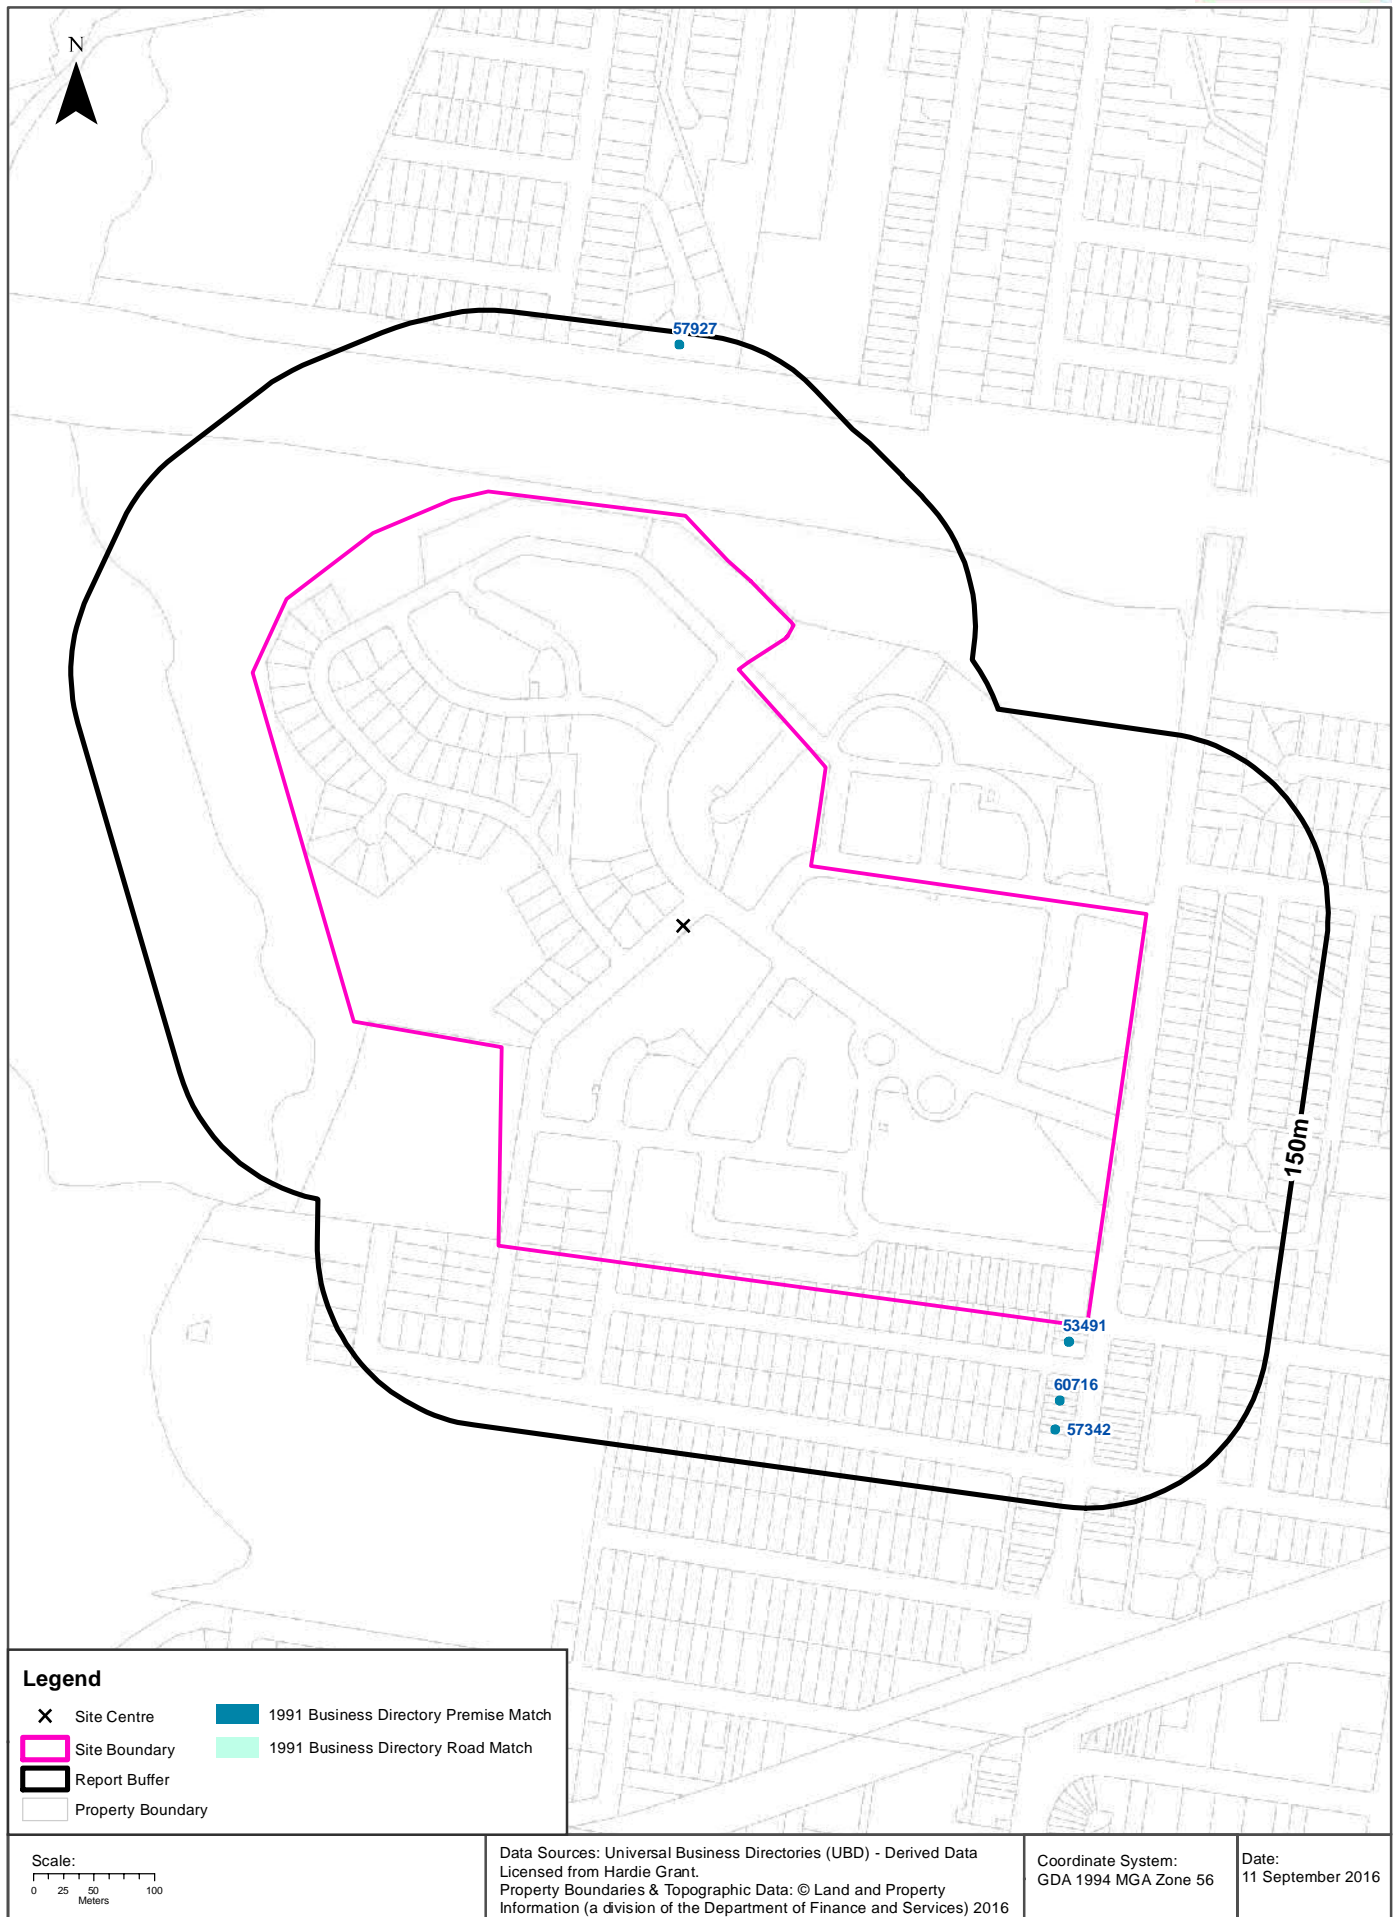 N
57927
150m
53491
60716
57342
Legend
Site Centre
Site Boundary
Report Buffer
Property Boundary
1991 Business Directory Premise Match
1991 Business Directory Road Match
Scale:
0 25 50 100
Meters
Data Sources: Universal Business Directories (UBD) - Derived Data
Licensed from Hardie Grant.
Property Boundaries & Topographic Data: © Land and Property
Information (a division of the Department of Finance and Services) 2016
Coordinate System:
GDA 1994 MGA Zone 56
Date:
11 September 2016